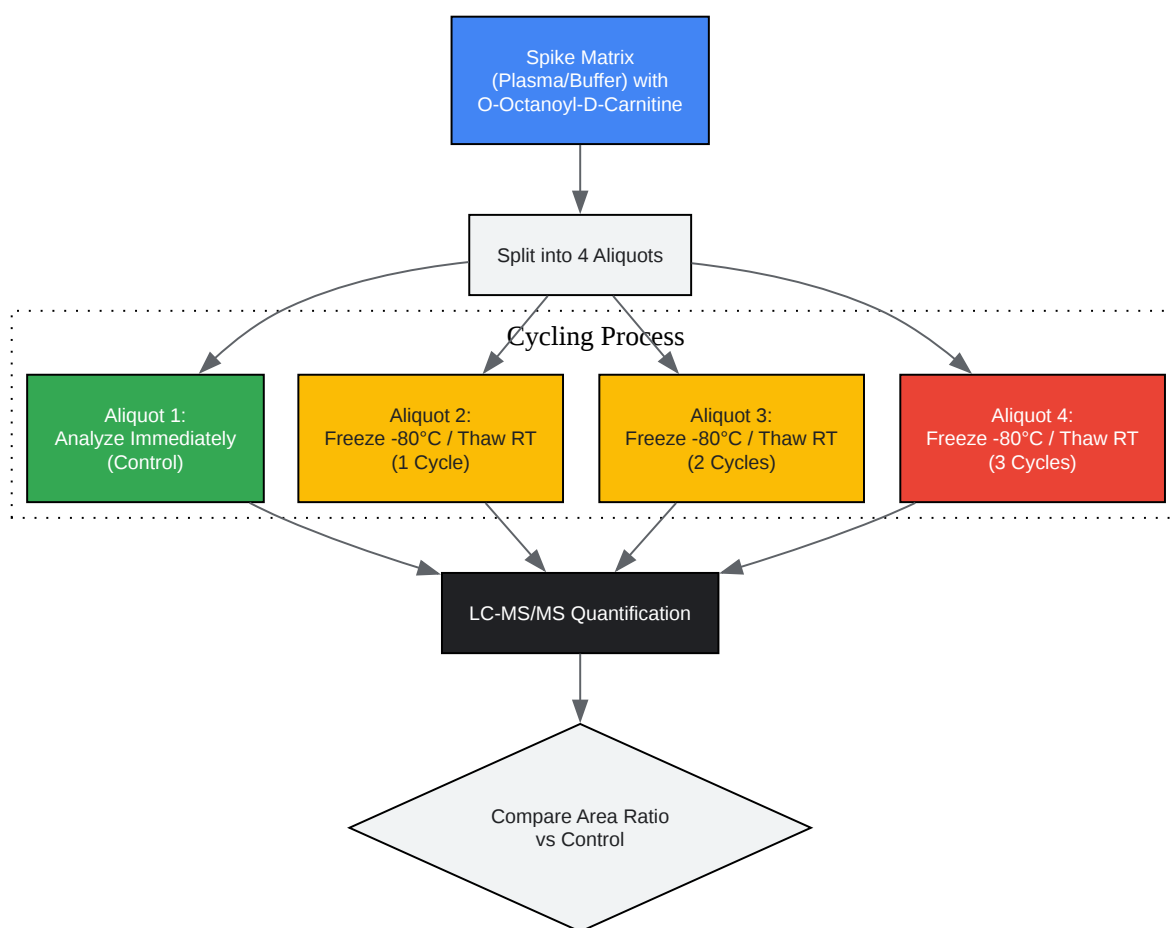 Spike Matrix
(Plasma/Buffer) with
O-Octanoyl-D-Carnitine
Split into 4 Aliquots
Cycling Process
Aliquot 1:
Analyze Immediately
(Control)
Aliquot 2:
Freeze -80°C / Thaw RT
(1 Cycle)
Aliquot 3:
Freeze -80°C / Thaw RT
(2 Cycles)
Aliquot 4:
Freeze -80°C / Thaw RT
(3 Cycles)
LC-MS/MS Quantification
Compare Area Ratio
vs Control